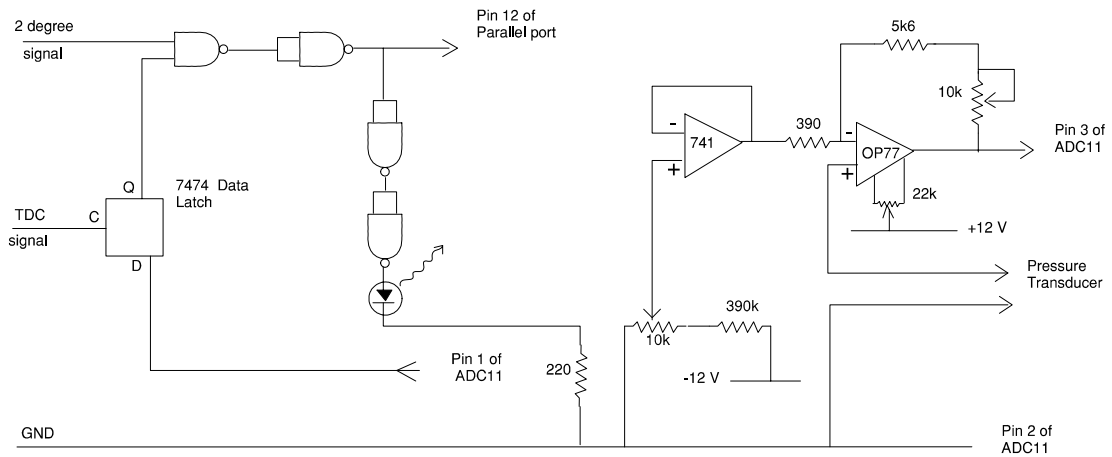 2 degree
signal
Pin 12 of
Parallel port
5k6
10k
390
-
741
+
-
OP77
+
Pin 3 of
ADC11
22k
+12 V
Q
7474 Data
Latch
TDC
C
signal
D
Pressure
Transducer
390k
10k
-12 V
Pin 1 of
ADC11
220
GND
Pin 2 of
ADC11